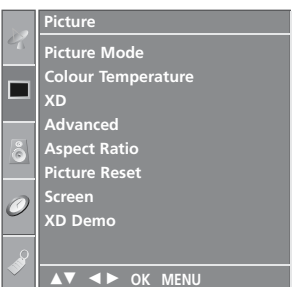 Picture
Picture Mode
Colour Temperature
XD
Advanced
Aspect Ratio
Picture Reset
Screen
XD Demo
▲▼ ◄► OK MENU